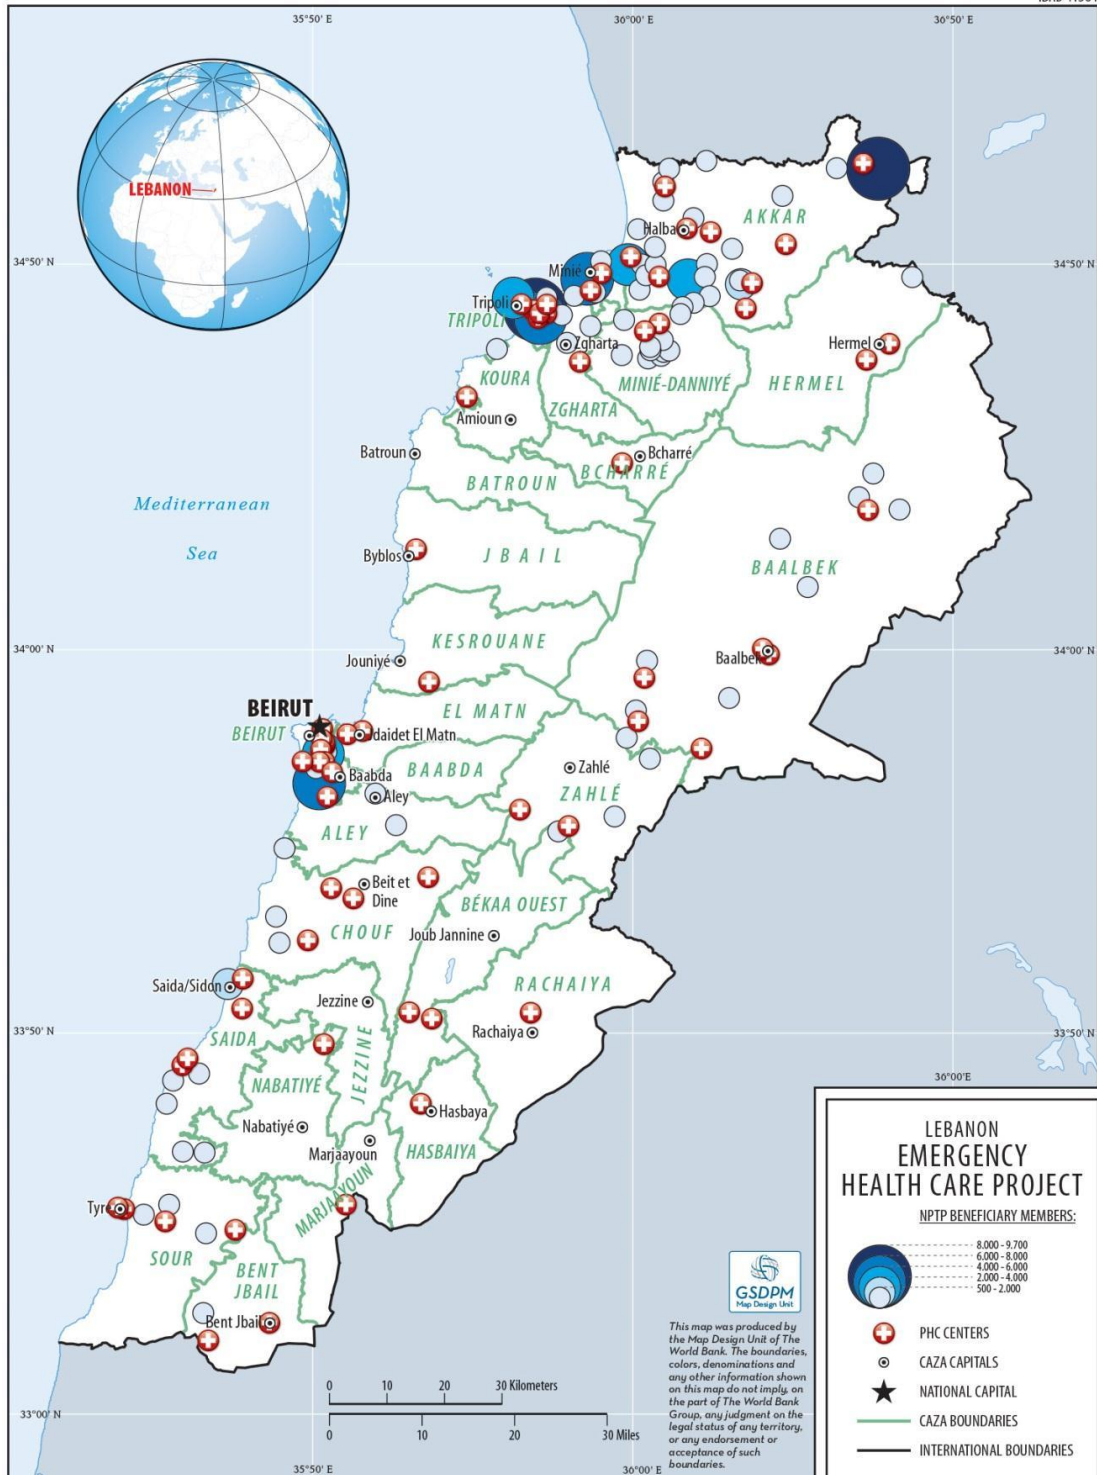 35°50' E
36°00' E
36°50' E
LEBANON
AKKAR
Halba
34°50' N
34°50' N
Minié
Tripoli
TRIPOLI
Zgharta
Hermel
KOURA
MINIÉ-DANNIYÉ
HERMEL
ZGHARTA
Amioun
Batroun
Bcharré
BCHARRÉ
BATROUN
Mediterranean
Sea
JBAIL
Byblos
BAALBEK
KESROUANE
34°00' N
34°00' N
Baalbek
Jouniyé
BEIRUT
EL MATN
BEIRUT
Jdaidet El Matn
BAABDA
Baabda
Zahlé
ZAHLÉ
Aley
ALEY
Beit et
Dine
BÉKAA OUEST
CHOUF
Joub Jannine
RACHAIYA
Saida/Sidon
Jezzine
Rachaiya
33°50' N
33°50' N
SAIDA
JEZZINE
NABATIYÉ
36°00' E
Hasbaya
Nabatiyé
Marjaayoun
HASBAIYA
MARJAAYOUN
Tyre
SOUR
BENT
JBAIL
Bent Jbail
GSDPM
Map Design Unit
This map was produced by
the Map Design Unit of The
World Bank. The boundaries,
colors, denominations and
any other information shown
on this map do not imply, on
the part of The World Bank
Group, any judgment on the
legal status of any territory,
or any endorsement or
acceptance of such
boundaries.
0 10 20 30 Kilometers
0 10 20 30 Miles
33°00' N
35°50' E
36°00' E
LEBANON
EMERGENCY
HEALTH CARE PROJECT
NPTP BENEFICIARY MEMBERS:
8.000 - 9.700
6.000 - 8.000
4.000 - 6.000
2.000 - 4.000
500 - 2.000
PHC CENTERS
CAZA CAPITALS
NATIONAL CAPITAL
CAZA BOUNDARIES
INTERNATIONAL BOUNDARIES